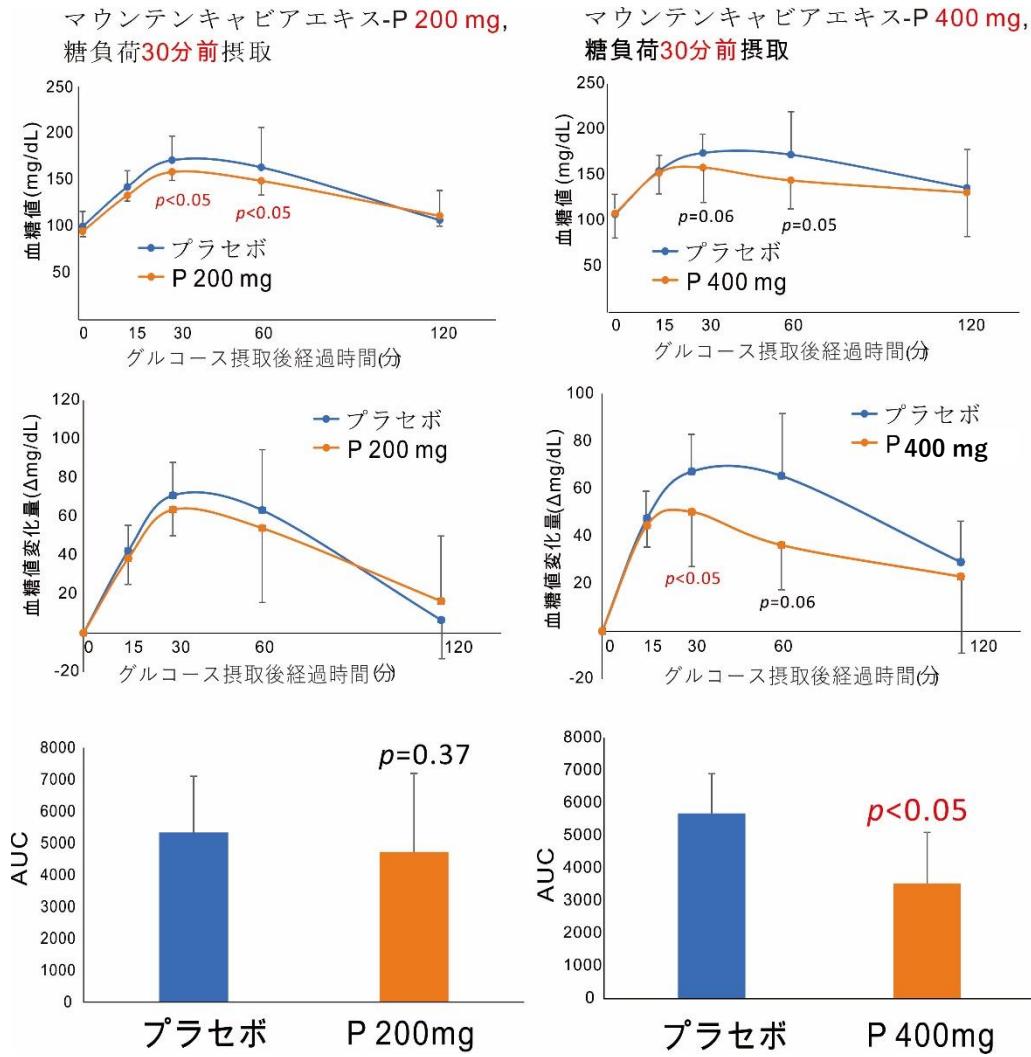 マウンテンキャビアエキス-P 200 mg,
糖負荷30分前摂取
血糖値(mg/dL)
250
200
150
100
50
p<0.05
p<0.05
プラセボ
P 200 mg
0 15 30 60 120
グルコース摂取後経過時間(分)
マウンテンキャビアエキス-P 400 mg,
糖負荷30分前摂取
血糖値(mg/dL)
250
200
150
100
50
p=0.06
p=0.05
プラセボ
P 400 mg
0 15 30 60 120
グルコース摂取後経過時間(分)
血糖値変化量(Δmg/dL)
120
100
80
60
40
20
-20
プラセボ
P 200 mg
0 15 30 60 120
グルコース摂取後経過時間(分)
血糖値変化量(Δmg/dL)
100
80
60
40
20
-20
プラセボ
P 400 mg
p<0.05
p=0.06
0 15 30 60 120
グルコース摂取後経過時間(分)
AUC
8000
7000
6000
5000
4000
3000
2000
1000
0
p=0.37
プラセボ P 200mg
AUC
8000
7000
6000
5000
4000
3000
2000
1000
0
p<0.05
プラセボ P 400mg